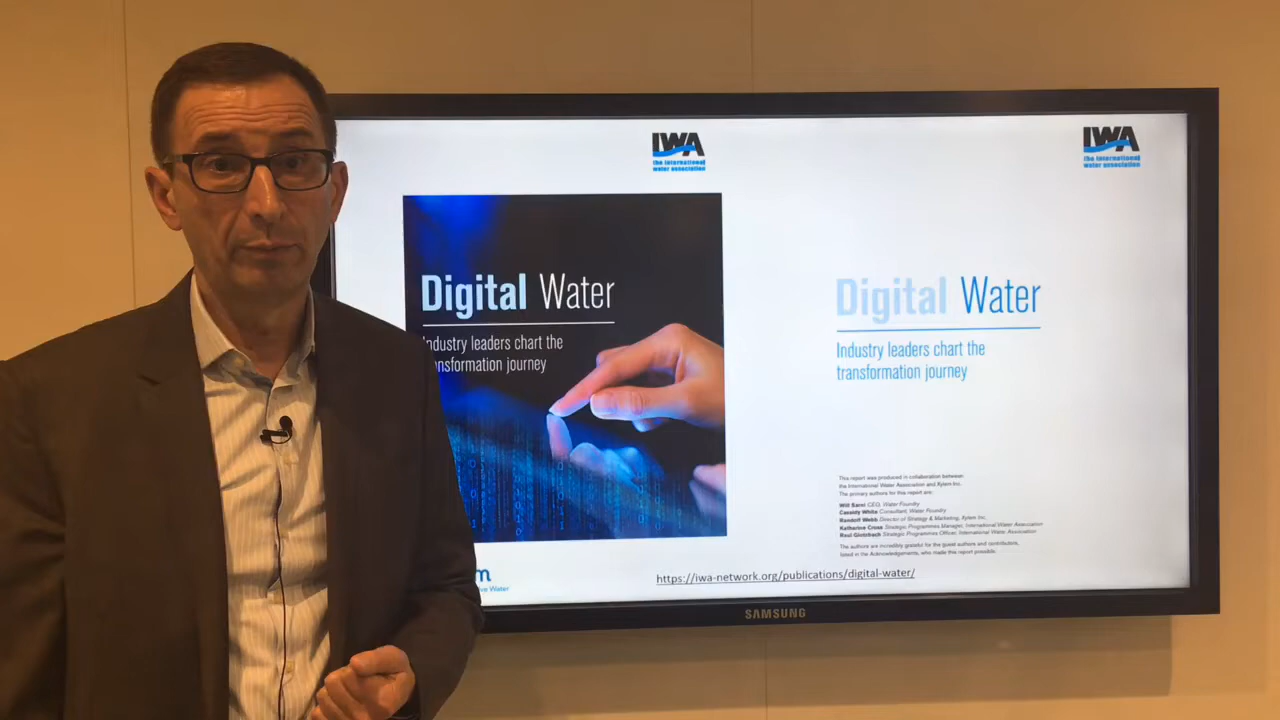 IWA
the international
water association
IWA
the international
water association
Digital Water
Industry leaders chart the
nsformation journey
Digital Water
Industry leaders chart the
transformation journey
This report was produced in collaboration between
the International Water Association and Xylem Inc.
The primary authors for this report are:
Will Sarni CEO, Water Foundry
Cassidy White Consultant, Water Foundry
Randolf Webb Director of Strategy & Marketing, Xylem Inc.
Katharine Cross Strategic Programmes Manager, International Water Association
Raul Glotzbach Strategic Programmes Officer, International Water Association
The authors are incredibly grateful for the guest authors and contributors,
listed in the Acknowledgements, who made this report possible.
m
Water
https://iwa-network.org/publications/digital-water/
SAMSUNG